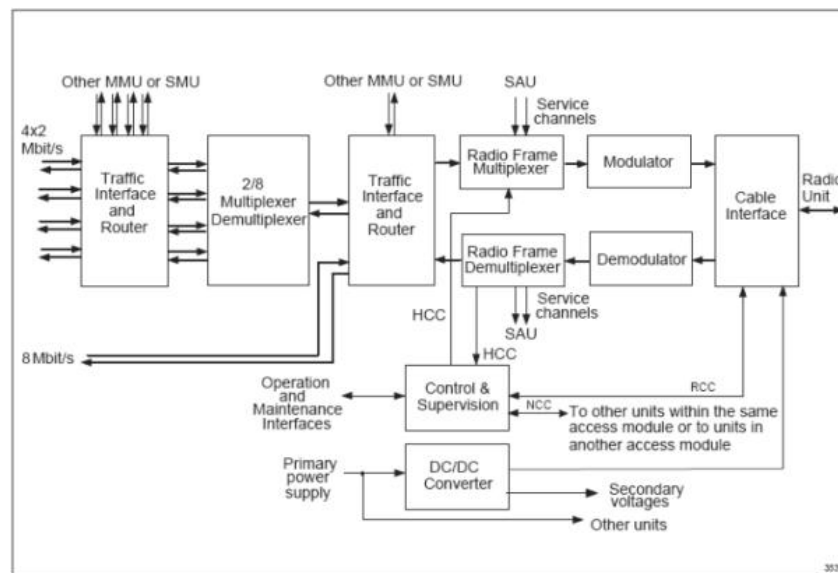 Other MMU or SMU
Other MMU or SMU
SAU
Service
channels
4x2
Mbit/s
Traffic
Interface
and
Router
2/8
Multiplexer
Demultiplexer
Traffic
Interface
and
Router
Radio Frame
Multiplexer
Modulator
Cable
Interface
Radio
Unit
Radio Frame
Demultiplexer
Demodulator
HCC
Service
channels
SAU
HCC
8 Mbit/s
Operation
and
Maintenance
Interfaces
Control &
Supervision
RCC
NCC
To other units within the same
access module or to units in
another access module
Primary
power
supply
DC/DC
Converter
Secondary
voltages
Other units